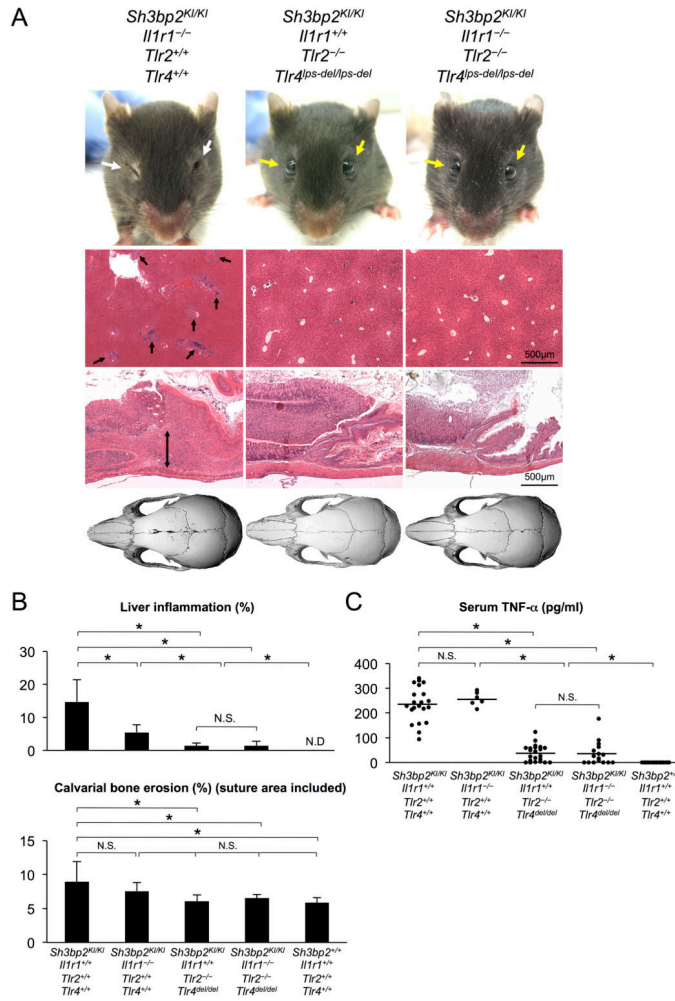 A
Sh3bp2KI/KI
Il1r1–/–
Tlr2+/+
Tlr4+/+
Sh3bp2KI/KI
Il1r1+/+
Tlr2–/–
Tlr4lps-del/lps-del
Sh3bp2KI/KI
Il1r1–/–
Tlr2–/–
Tlr4lps-del/lps-del
500μm
500μm
B
Liver inflammation (%)
*
*
* * *
30
20
10
0
N.S.
N.D
Calvarial bone erosion (%) (suture area included)
*
*
*
N.S. N.S.
15
10
5
0
Sh3bp2KI/KI
Il1r1+/+
Tlr2+/+
Tlr4+/+
Sh3bp2KI/KI
Il1r1–/–
Tlr2+/+
Tlr4+/+
Sh3bp2KI/KI
Il1r1+/+
Tlr2–/–
Tlr4del/del
Sh3bp2KI/KI
Il1r1–/–
Tlr2–/–
Tlr4del/del
Sh3bp2+/+
Il1r1+/+
Tlr2+/+
Tlr4+/+
C
Serum TNF-α (pg/ml)
*
*
N.S. * *
N.S.
400
300
200
100
0
Sh3bp2KI/KI
Il1r1+/+
Tlr2+/+
Tlr4+/+
Sh3bp2KI/KI
Il1r1–/–
Tlr2+/+
Tlr4+/+
Sh3bp2KI/KI
Il1r1+/+
Tlr2–/–
Tlr4del/del
Sh3bp2KI/KI
Il1r1–/–
Tlr2–/–
Tlr4del/del
Il1r1+/+
Tlr2+/+
Tlr4+/+